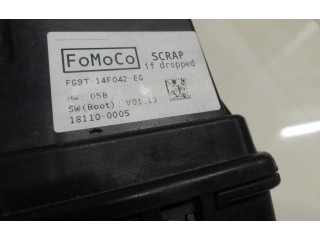 FoMoCo SCRAP
if dropped
FG9T 14F042-EG
HW: 05B
SW(Boot): V01.13
18110-0005